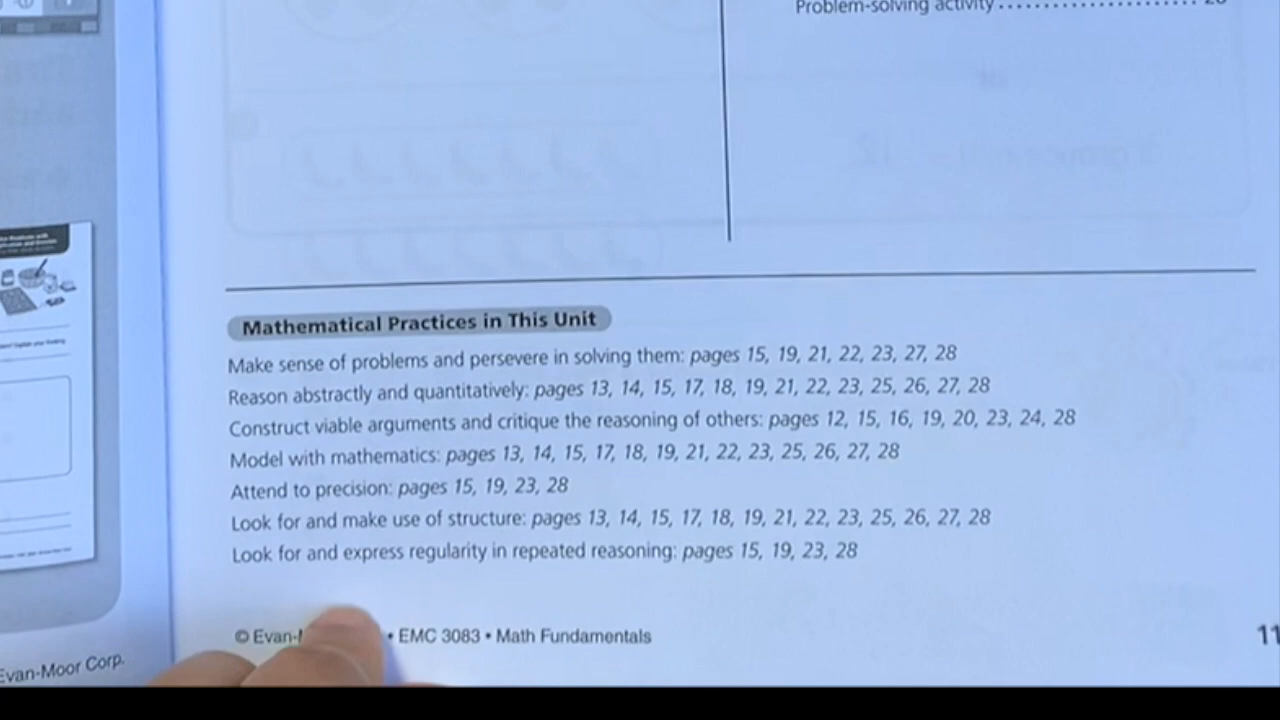 Problem-solving activity
Mathematical Practices in This Unit
Make sense of problems and persevere in solving them: pages 15, 19, 21, 22, 23, 27, 28
Reason abstractly and quantitatively: pages 13, 14, 15, 17, 18, 19, 21, 22, 23, 25, 26, 27, 28
Construct viable arguments and critique the reasoning of others: pages 12, 15, 16, 19, 20, 23, 24, 28
Model with mathematics: pages 13, 14, 15, 17, 18, 19, 21, 22, 23, 25, 26, 27, 28
Attend to precision: pages 15, 19, 23, 28
Look for and make use of structure: pages 13, 14, 15, 17, 18, 19, 21, 22, 23, 25, 26, 27, 28
Look for and express regularity in repeated reasoning: pages 15, 19, 23, 28
© Evan- • EMC 3083 • Math Fundamentals
11
Evan-Moor Corp.